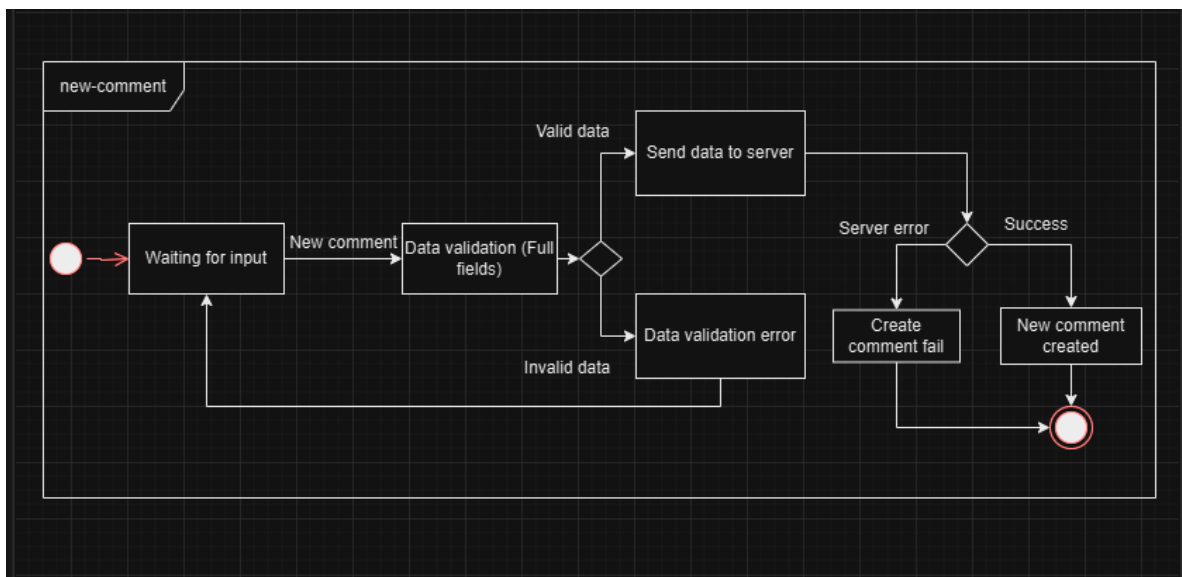 new-comment
Valid data
Send data to server
Server error
Success
Waiting for input
New comment
Data validation (Full
fields)
Data validation error
Invalid data
Create
comment fail
New comment
created